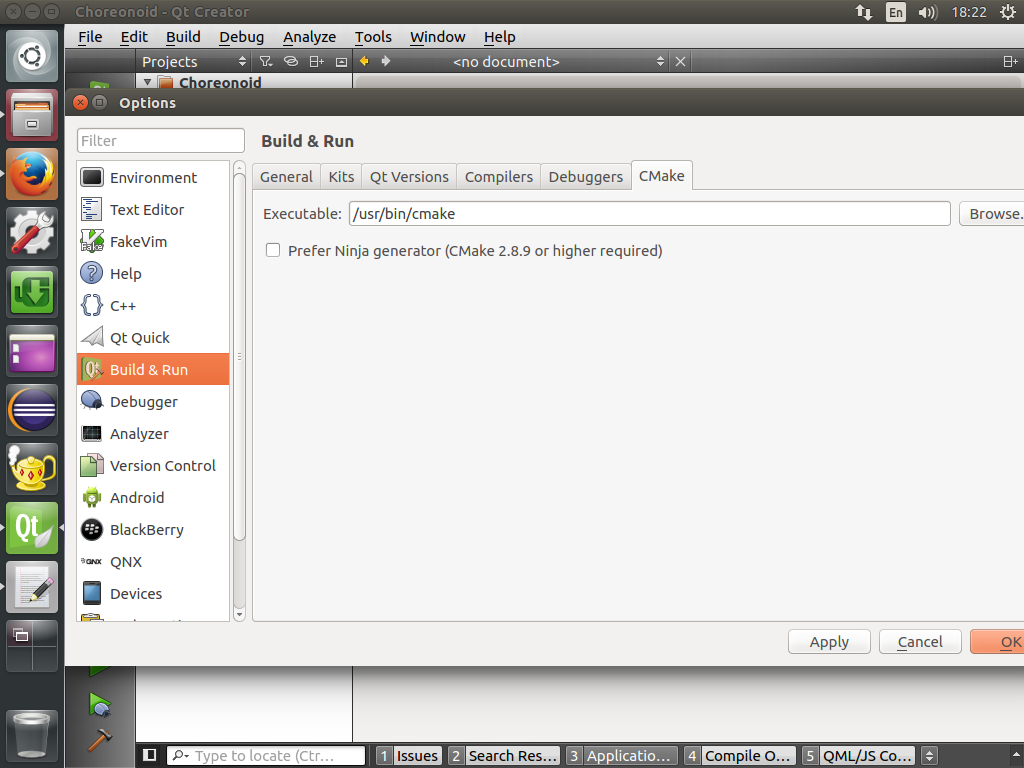 Choreonoid - Qt Creator
En
18:22
File Edit Build Debug Analyze Tools Window Help
Projects
<no document>
Choreonoid
Options
Filter
Build & Run
Environment
Text Editor
FakeVim
Help
C++
Qt Quick
Build & Run
Debugger
Analyzer
Version Control
Android
BlackBerry
QNX
Devices
General Kits Qt Versions Compilers Debuggers CMake
Executable: /usr/bin/cmake Browse.
Prefer Ninja generator (CMake 2.8.9 or higher required)
Apply Cancel OK
Type to locate (Ctr...
1 Issues 2 Search Res... 3 Applicatio... 4 Compile O... 5 QML/JS Co...